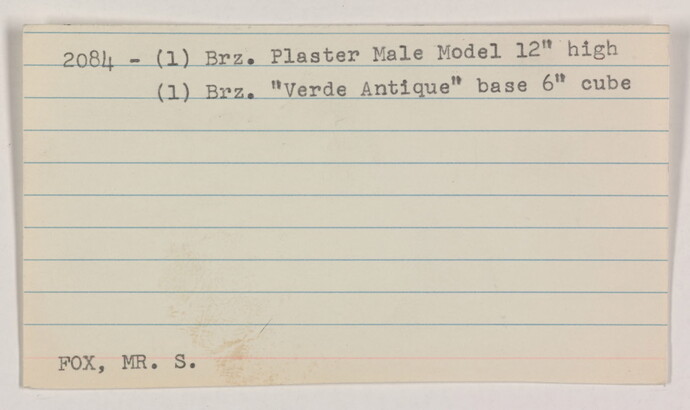 2084 - (1) Brz. Plaster Male Model 12" high
(1) Brz. "Verde Antique" base 6" cube
FOX, MR. S.